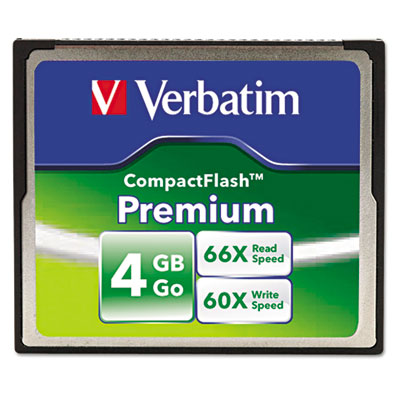 Verbatim
CompactFlash™
Premium
4 GB Go
66X Read Speed
60X Write Speed